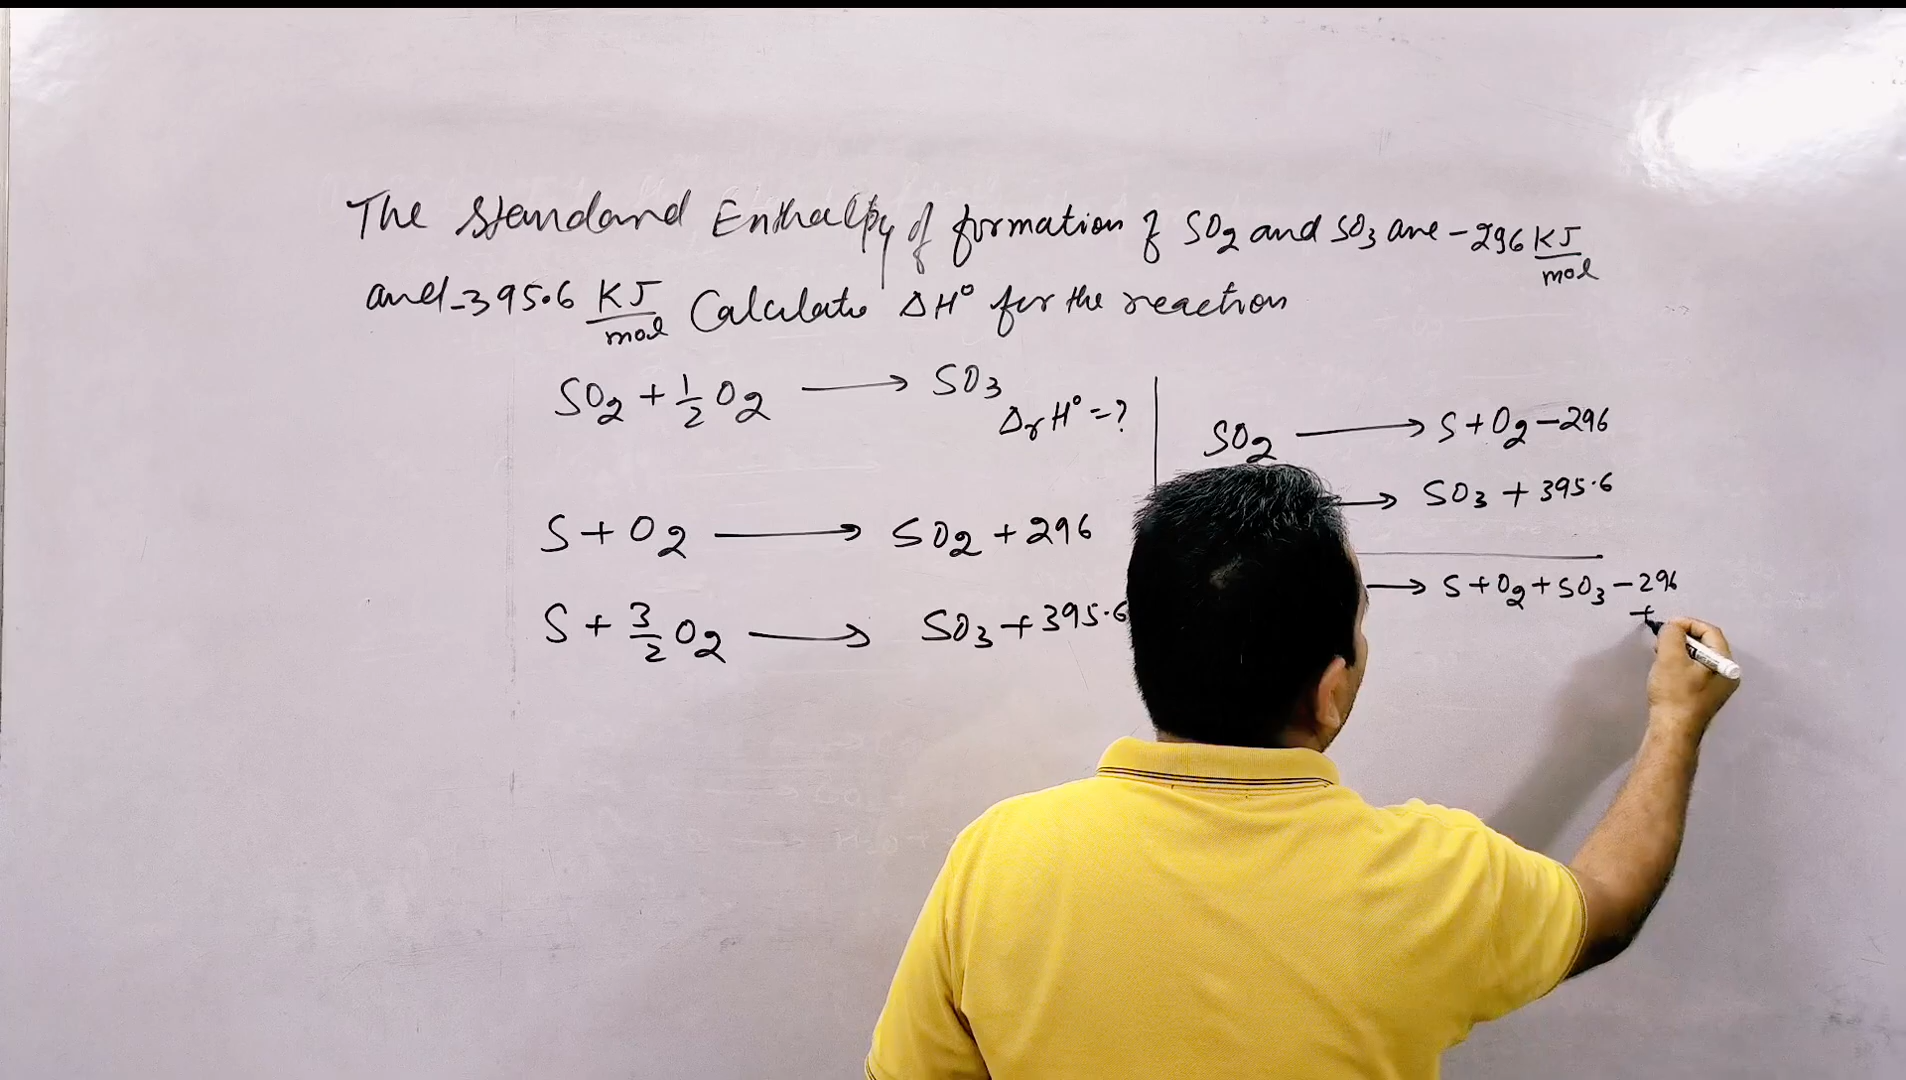 The standard Enthalpy of formation of SO2 and SO3 are -296 KJ/mol
and -395.6 KJ/mol Calculate ΔH° for the reaction
SO2 + 1/2 O2 → SO3
ΔrH° = ?
S + O2 → SO2 + 296
S + 3/2 O2 → SO3 + 395.6
SO2 → S + O2 - 296
→ SO3 + 395.6
→ S + O2 + SO3 - 296
+